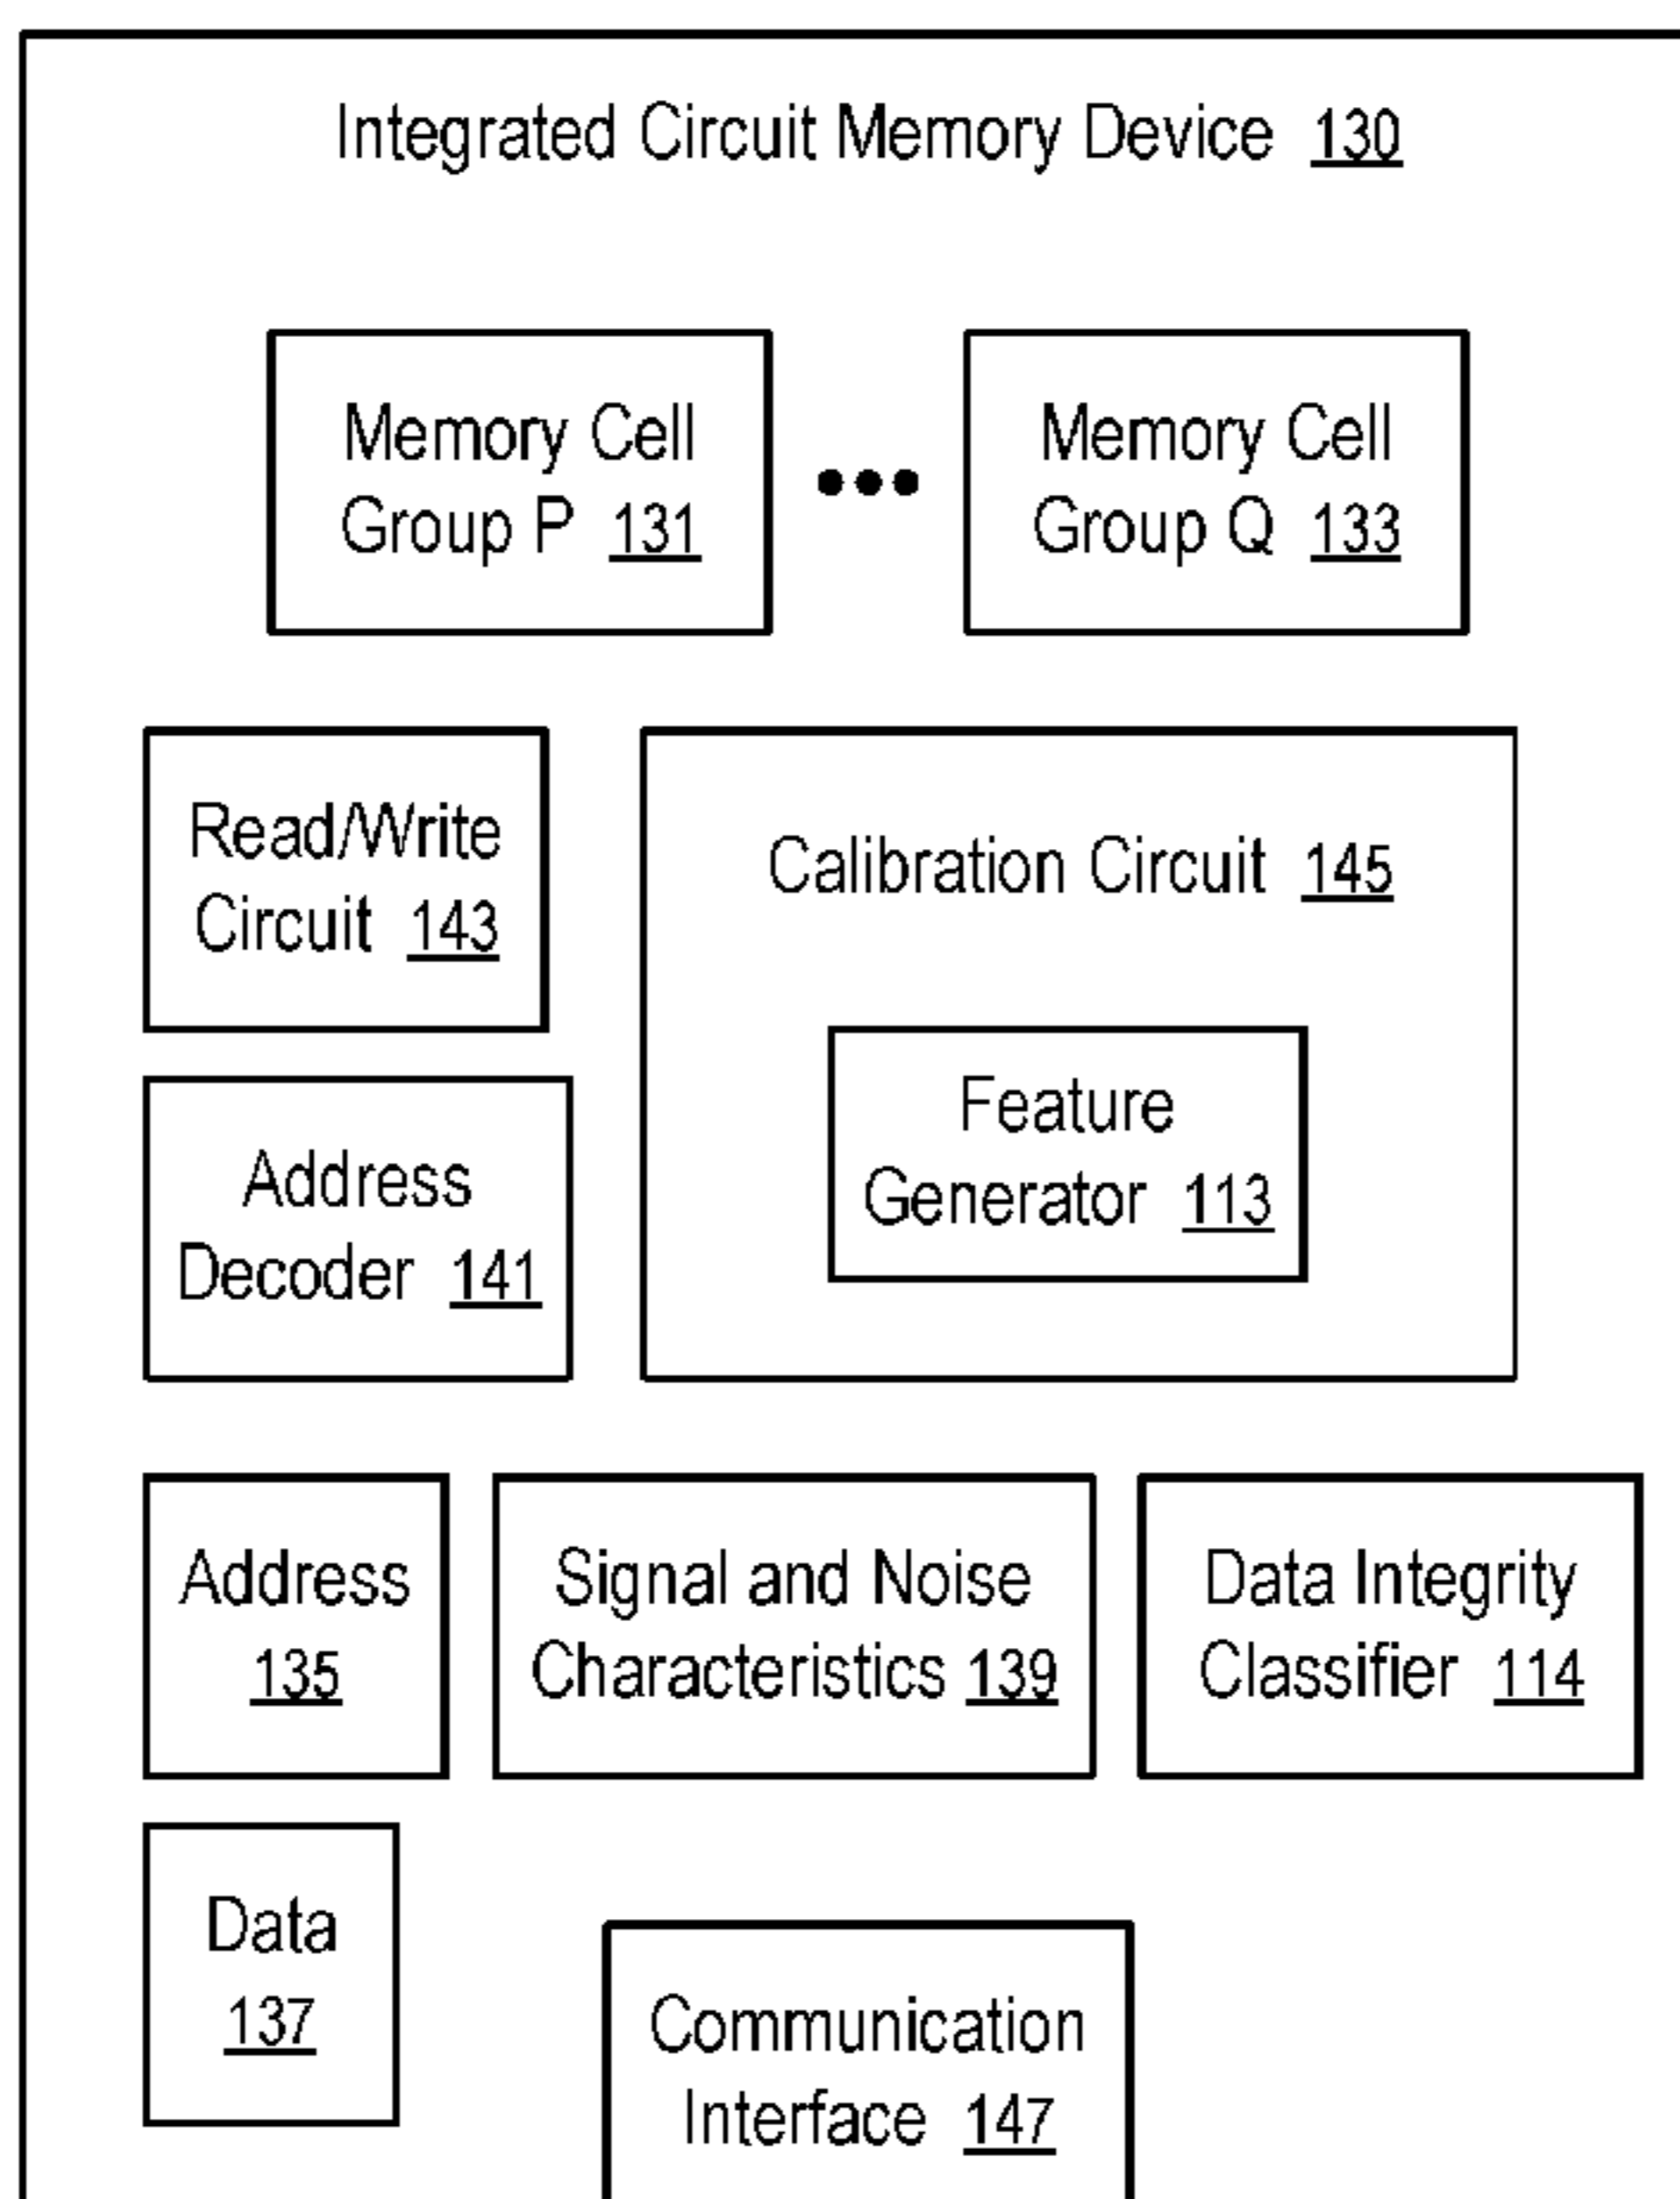 Integrated Circuit Memory Device 130
Memory Cell
Group P 131
Memory Cell
Group Q 133
Read/Write
Circuit 143
Calibration Circuit 145
Feature
Generator 113
Address
Decoder 141
Address
135
Signal and Noise
Characteristics 139
Data Integrity
Classifier 114
Data
137
Communication
Interface 147